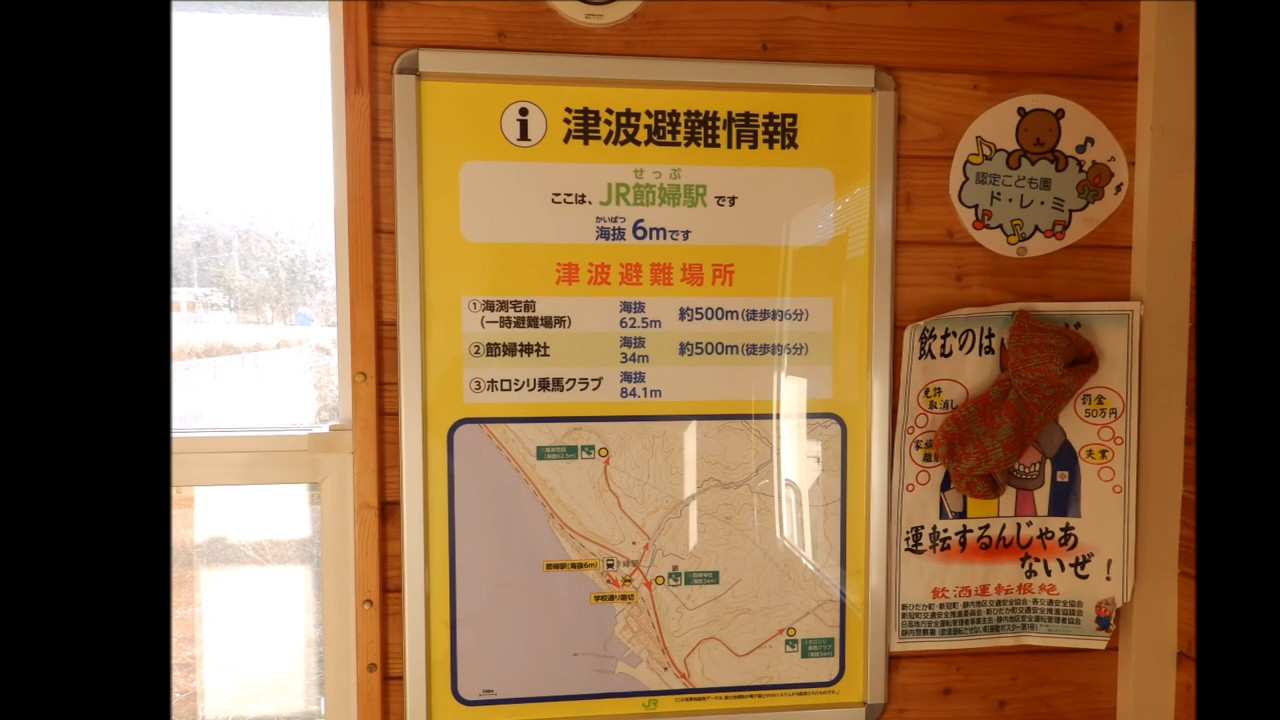 i 津波避難情報
せっぷ
ここは、JR節婦駅です
かいばつ
海抜6mです
津波避難場所
①海渕宅前
(一時避難場所)
海抜
62.5m
約500m(徒歩約6分)
②節婦神社
海抜
34m
約500m(徒歩約6分)
③ホロシリ乗馬クラブ
海抜
84.1m
節婦駅(海抜6m)
学校通り踏切
JR
認定こども園
ド・レ・ミ
飲むのは
免許
取消し
罰金
50万円
家族
失業
運転するんじゃあ
ないぜ!
飲酒運転根絶